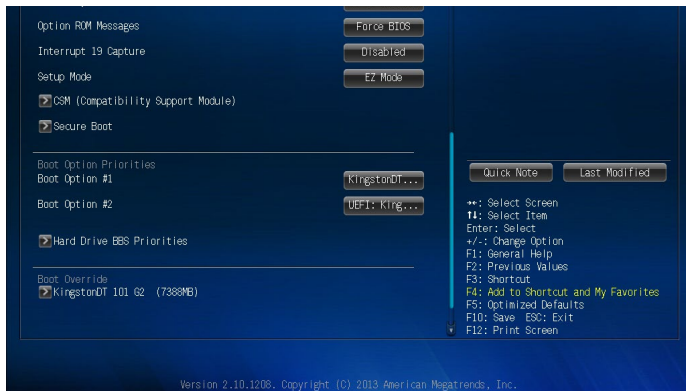 Option ROM Messages Force BIOS
Interrupt 19 Capture Disabled
Setup Mode EZ Mode
CSM (Compatibility Support Module)
Secure Boot
Boot Option Priorities
Boot Option #1 KingstonDT...
Boot Option #2 UEFI: King...
Hard Drive BBS Priorities
Boot Override
KingstonDT 101 G2 (7388MB)
Quick Note Last Modified
→←: Select Screen
↑↓: Select Item
Enter: Select
+/-: Change Option
F1: General Help
F2: Previous Values
F3: Shortcut
F4: Add to Shortcut and My Favorites
F5: Optimized Defaults
F10: Save ESC: Exit
F12: Print Screen
Version 2.10.1208. Copyright (C) 2013 American Megatrends, Inc.